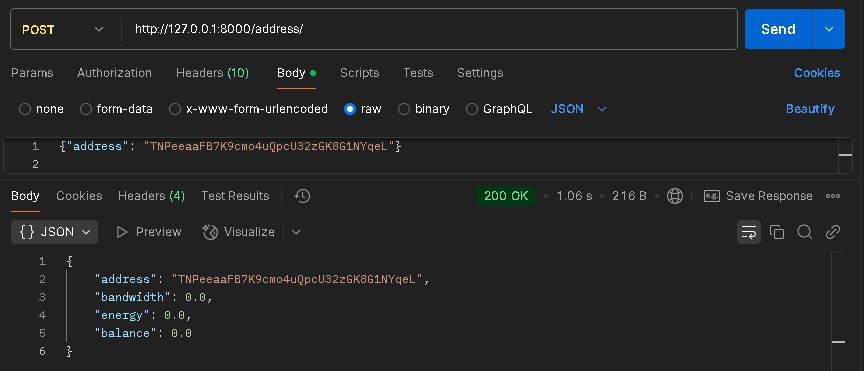 POST http://127.0.0.1:8000/address/ Send
Params Authorization Headers (10) Body Scripts Tests Settings Cookies
none form-data x-www-form-urlencoded raw binary GraphQL JSON Beautify
1 {"address": "TNPeeaaFB7K9cmo4uQpcU32zGK8G1NYqeL"}
2
Body Cookies Headers (4) Test Results 200 OK 1.06 s 216 B e.g. Save Response
{} JSON Preview Visualize
1 {
2 "address": "TNPeeaaFB7K9cmo4uQpcU32zGK8G1NYqeL",
3 "bandwidth": 0.0,
4 "energy": 0.0,
5 "balance": 0.0
6 }